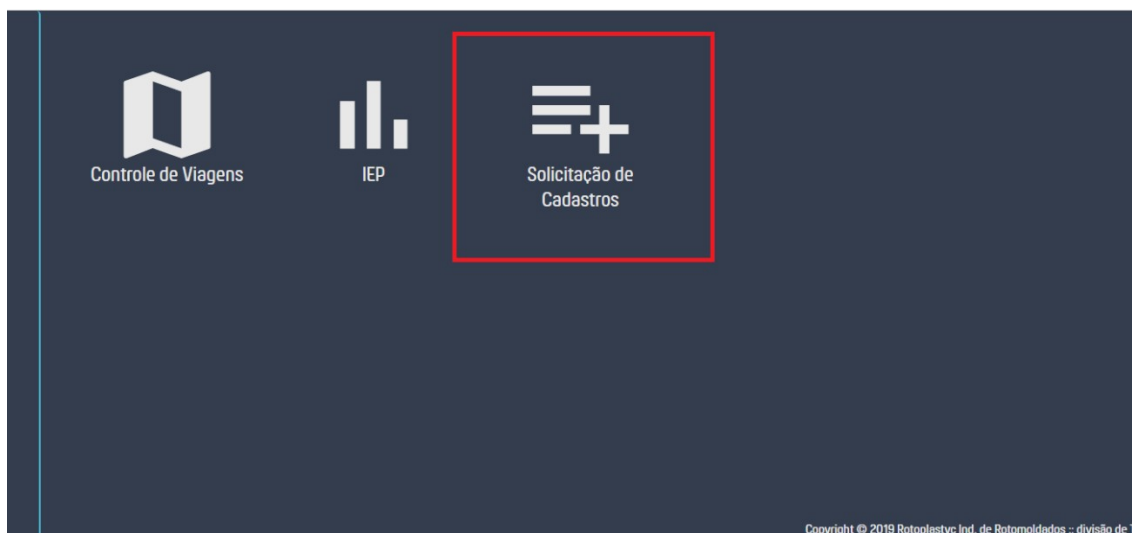 Controle de Viagens
IEP
Solicitação de
Cadastros
Copyright © 2019 Rotoplastyc Ind. de Rotomoldados :: divisão de